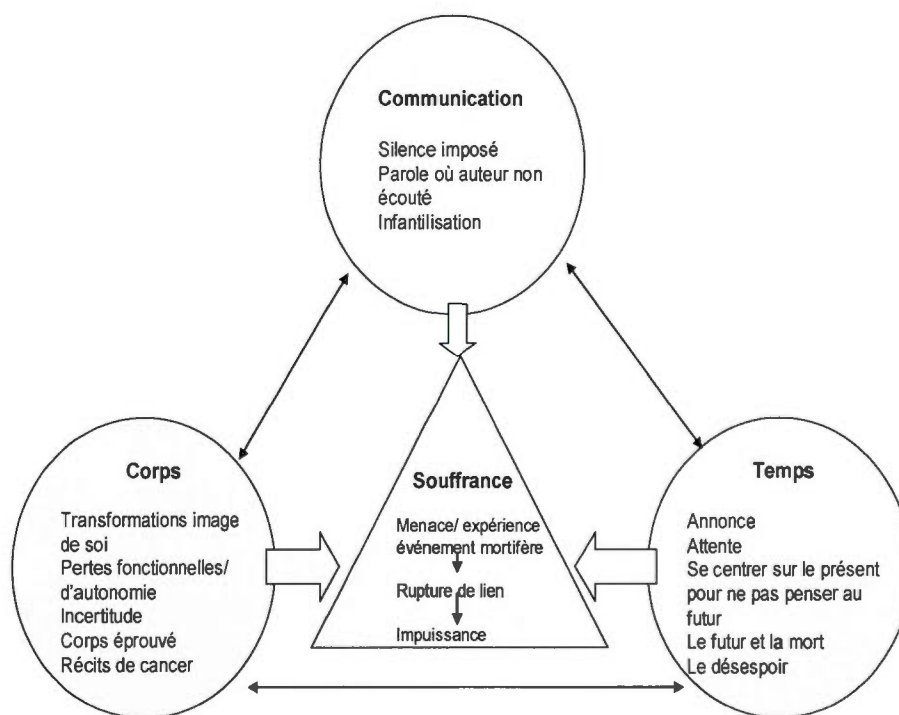 Communication
Silence imposé
Parole où auteur non
écouté
Infantilisation
Corps
Transformations image
de soi
Pertes fonctionnelles/
d'autonomie
Incertitude
Corps éprouvé
Récits de cancer
Souffrance
Menace/ expérience
événement mortifère
Rupture de lien
Impuissance
Temps
Annonce
Attente
Se centrer sur le présent
pour ne pas penser au
futur
Le futur et la mort
Le désespoir